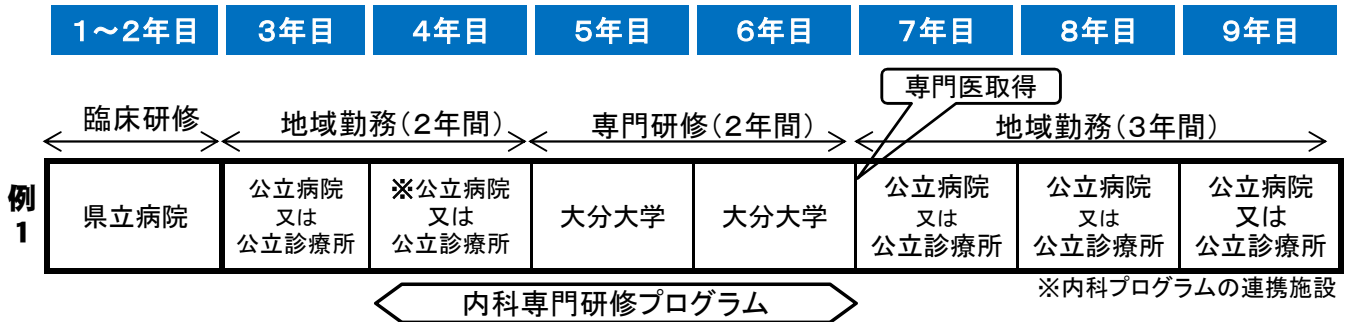 1～2年目 3年目 4年目 5年目 6年目 7年目 8年目 9年目
専門医取得
臨床研修 地域勤務(2年間) 専門研修(2年間) 地域勤務(3年間)
例1
県立病院
公立病院
又は
公立診療所
※公立病院
又は
公立診療所
大分大学
大分大学
公立病院
又は
公立診療所
公立病院
又は
公立診療所
公立病院
又は
公立診療所
※内科プログラムの連携施設
内科専門研修プログラム